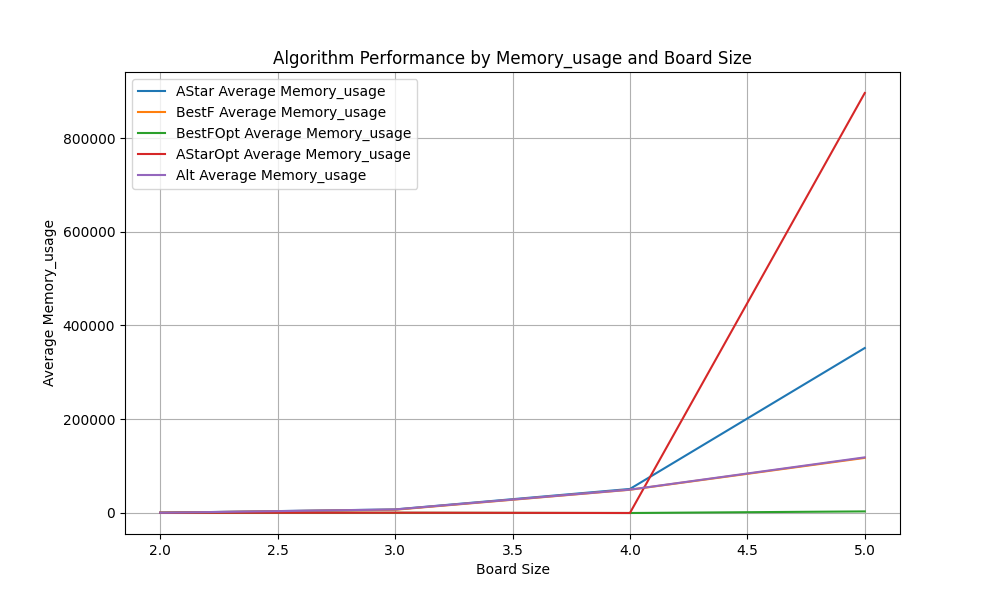 Algorithm Performance by Memory_usage and Board Size
AStar Average Memory_usage
BestF Average Memory_usage
BestFOpt Average Memory_usage
AStarOpt Average Memory_usage
Alt Average Memory_usage
Average Memory_usage
800000
600000
400000
200000
0
2.0 2.5 3.0 3.5 4.0 4.5 5.0
Board Size